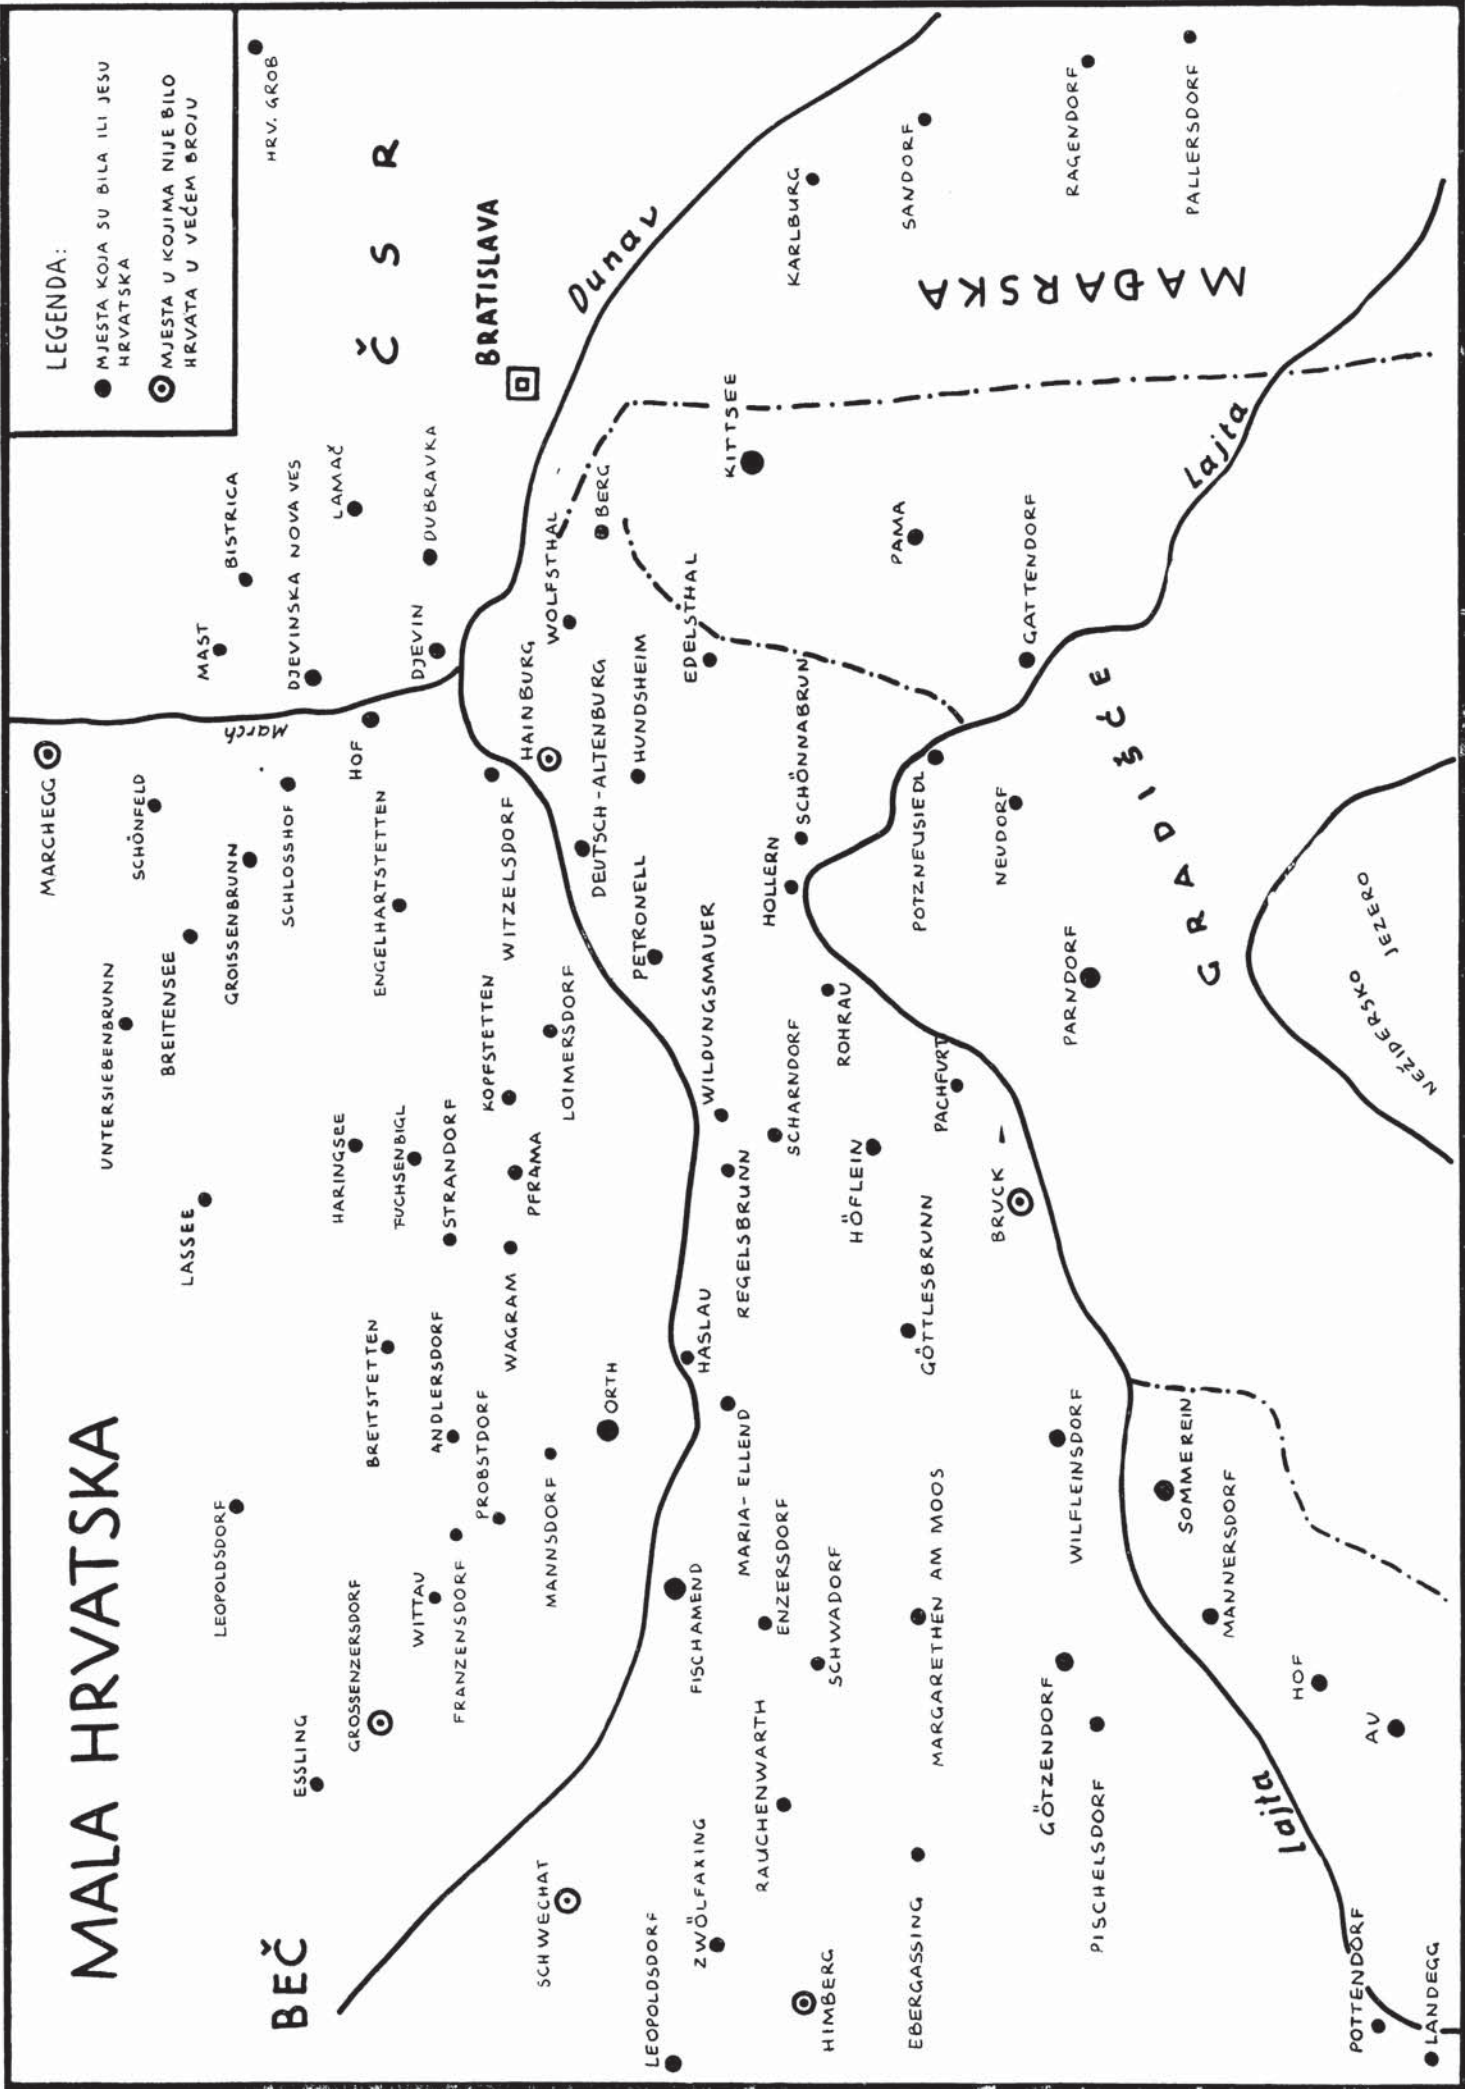 MALA HRVATSKA
LEGENDA:
MJESTA KOJA SU BILA ILI JESU
HRVATSKA
MJESTA U KOJIMA NIJE BILO
HRVATA U VEĆEM BROJU
MARCHEGG
HRV. GROB
UNTERSIEBENBRUNN
SCHÖNFELD
MAST
BISTRICA
LEOPOLDSDORF
LASSEE
BREITENSEE
GROISSENBRUNN
March
BEČ
ESSLING
SCHLOSSHOF
DJEVINSKA NOVA VES
LAMAČ
ČSR
GROSSENZERSDORF
BREITSTETTEN
HARINGSEE
ENGELHARTSTETTEN
HOF
WITTAU
ANDLERSDORF
FUCHSENBIGL
DJEVIN
DUBRAVKA
FRANZENSDORF
PROBSTDORF
STRANDORF
KOPFSTETTEN
WITZELSDORF
BRATISLAVA
WAGRAM
PFRAMA
SCHWECHAT
MANNSDORF
LOIMERSDORF
HAINBURG
WOLFSTHAL
ORTH
DEUTSCH-ALTENBURG
BERG
Dunal
LEOPOLDSDORF
PETRONELL
HUNDSHEIM
ZWÖLFAXING
FISCHAMEND
HASLAU
WILDUNGSMAUER
EDELSTHAL
KITTSEE
MARIA-ELLEND
REGELSBRUNN
RAUCHENWARTH
ENZERSDORF
SCHARNDORF
HOLLERN
SCHÖNNABRUN
KARLBURG
HIMBERG
SCHWADORF
HÖFLEIN
ROHRAU
EBERGASSING
MARGARETHEN AM MOOS
GÖTTLESBRUNN
PACHFURT
POTZNEUSIEDL
PAMA
SANDORF
MAĐARSKA
BRUCK
NEUDORF
GATTENDORF
GÖTZENDORF
WILFLEINSDORF
PARNDORF
RAGENDORF
PISCHELSDORF
SOMMEREIN
GRADIŠĆE
PALLERSDORF
MANNERSDORF
Lajta
Lajta
HOF
AU
NEŽIDERSKO JEZERO
POTTENDORF
LANDEGG